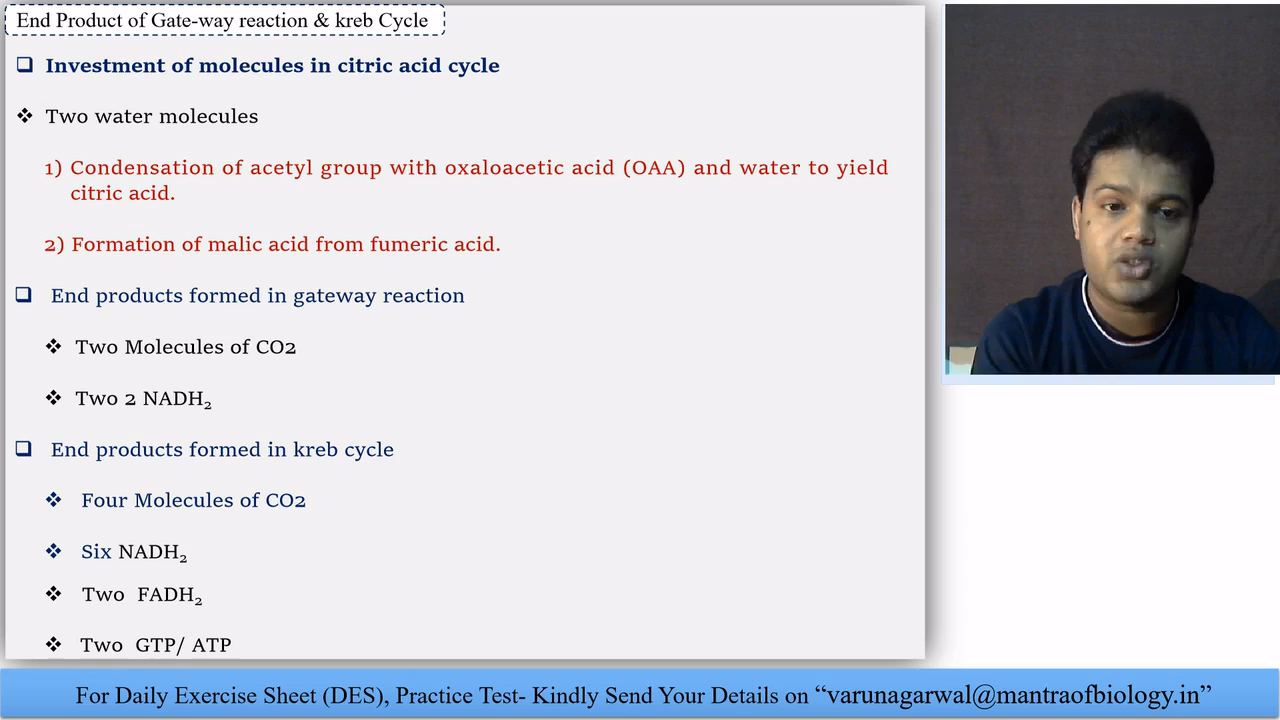 End Product of Gate-way reaction & kreb Cycle
❑ Investment of molecules in citric acid cycle
❖ Two water molecules
1) Condensation of acetyl group with oxaloacetic acid (OAA) and water to yield
citric acid.
2) Formation of malic acid from fumeric acid.
❑ End products formed in gateway reaction
❖ Two Molecules of CO2
❖ Two 2 NADH₂
❑ End products formed in kreb cycle
❖ Four Molecules of CO2
❖ Six NADH₂
❖ Two FADH₂
❖ Two GTP/ ATP
For Daily Exercise Sheet (DES), Practice Test- Kindly Send Your Details on “varunagarwal@mantraofbiology.in”